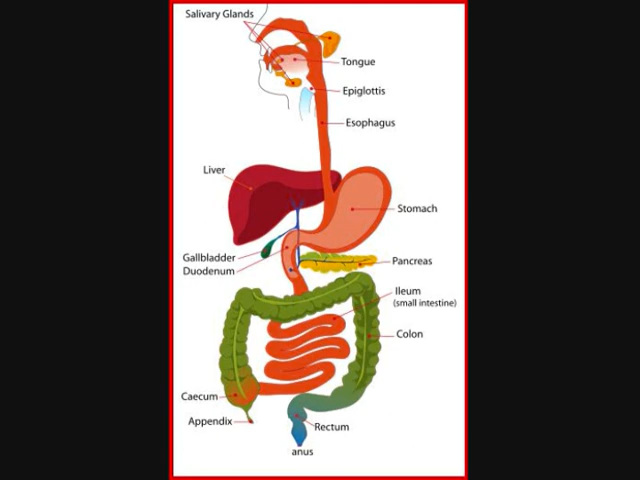 Salivary Glands
Tongue
Epiglottis
Esophagus
Liver
Stomach
Gallbladder
Duodenum
Pancreas
Ileum
(small intestine)
Colon
Caecum
Appendix
Rectum
anus